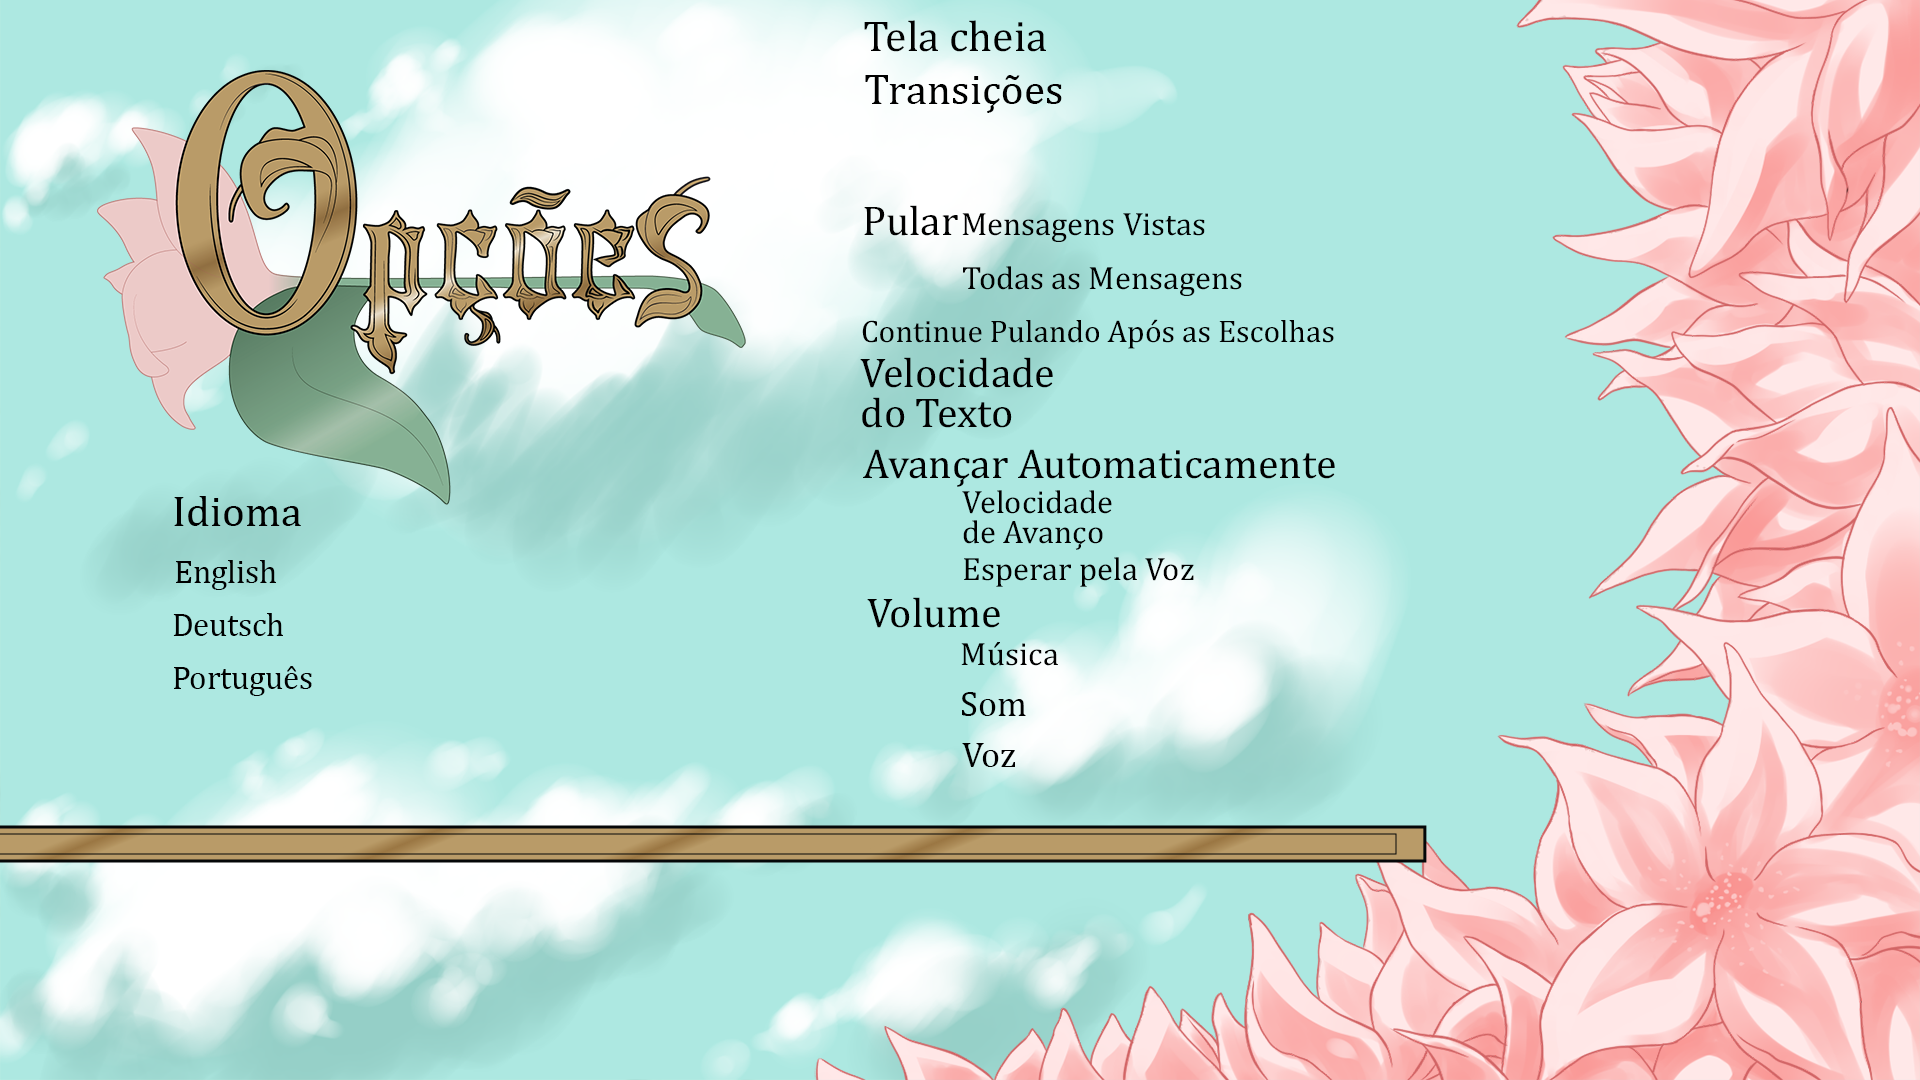 Opções
Idioma
English
Deutsch
Português
Tela cheia
Transições
Pular Mensagens Vistas
Todas as Mensagens
Continue Pulando Após as Escolhas
Velocidade
do Texto
Avançar Automaticamente
Velocidade
de Avanço
Esperar pela Voz
Volume
Música
Som
Voz